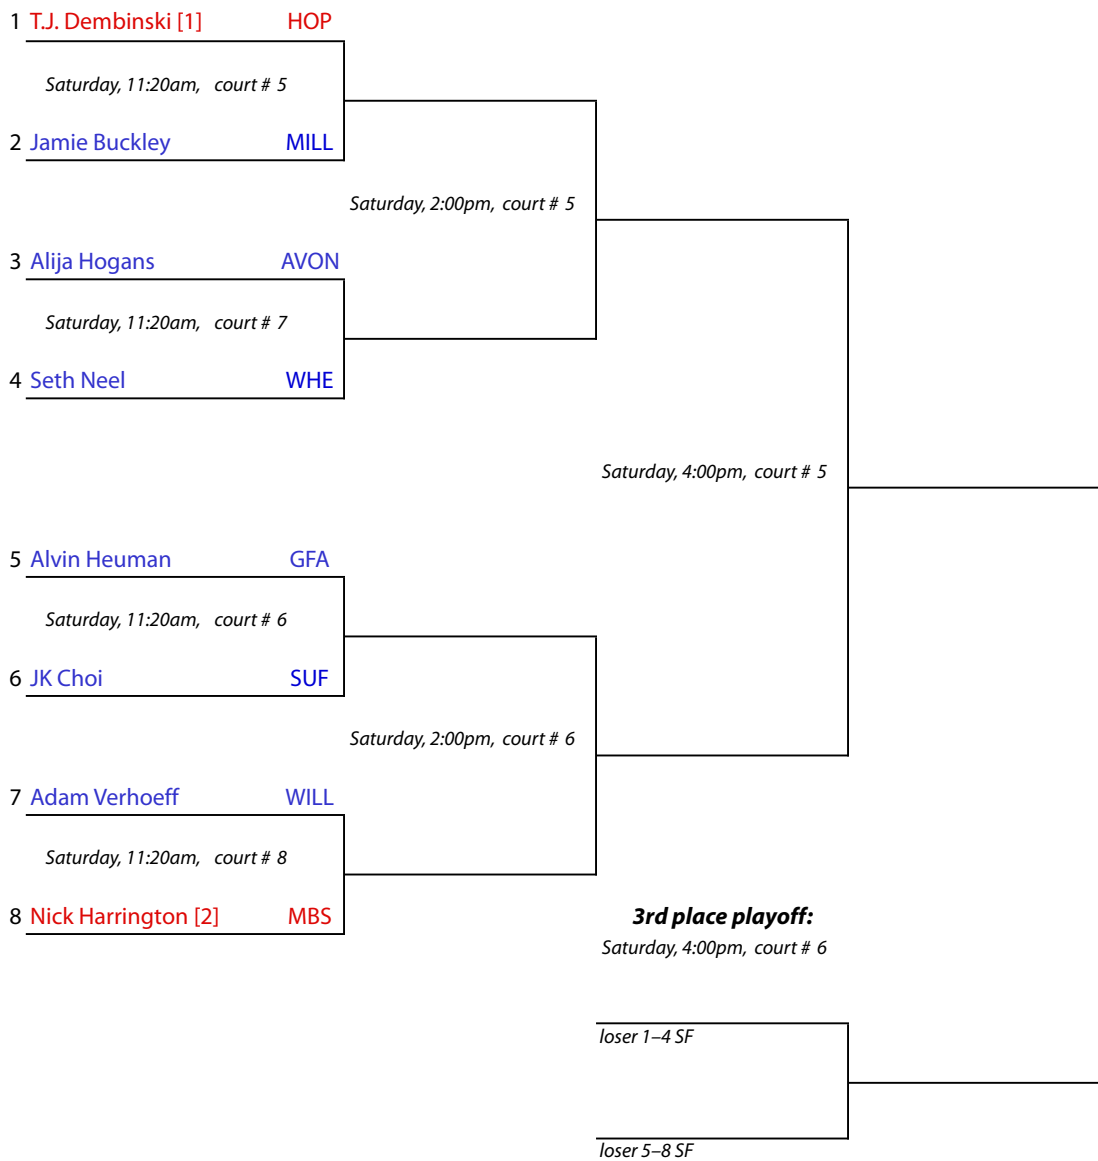 1 T.J. Dembinski [1] HOP
Saturday, 11:20am, court # 5
2 Jamie Buckley MILL
Saturday, 2:00pm, court # 5
3 Alija Hogans AVON
Saturday, 11:20am, court # 7
4 Seth Neel WHE
Saturday, 4:00pm, court # 5
5 Alvin Heuman GFA
Saturday, 11:20am, court # 6
6 JK Choi SUF
Saturday, 2:00pm, court # 6
7 Adam Verhoeff WILL
Saturday, 11:20am, court # 8
8 Nick Harrington [2] MBS
3rd place playoff:
Saturday, 4:00pm, court # 6
loser 1–4 SF
loser 5–8 SF